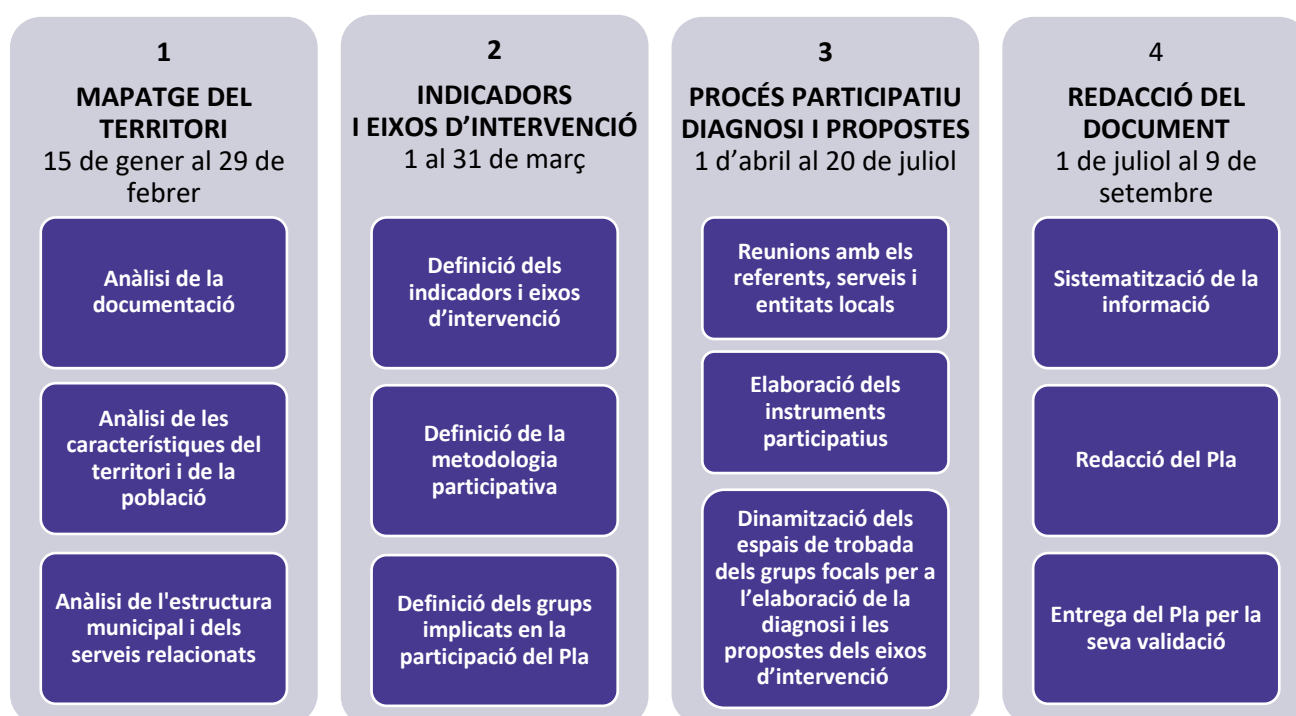 1
MAPATGE DEL
TERRITORI
15 de gener al 29 de
febrer
Anàlisi de la
documentació
Anàlisi de les
característiques del
territori i de la
població
Anàlisi de l'estructura
municipal i dels
serveis relacionats
2
INDICADORS
I EIXOS D’INTERVENCIÓ
1 al 31 de març
Definició dels
indicadors i eixos
d’intervenció
Definició de la
metodologia
participativa
Definició dels grups
implicats en la
participació del Pla
3
PROCÉS PARTICIPATIU
DIAGNOSI I PROPOSTES
1 d’abril al 20 de juliol
Reunions amb els
referents, serveis i
entitats locals
Elaboració dels
instruments
participatius
Dinamització dels
espais de trobada
dels grups focals per a
l’elaboració de la
diagnosi i les
propostes dels eixos
d’intervenció
4
REDACCIÓ DEL
DOCUMENT
1 de juliol al 9 de
setembre
Sistematització de la
informació
Redacció del Pla
Entrega del Pla per la
seva validació